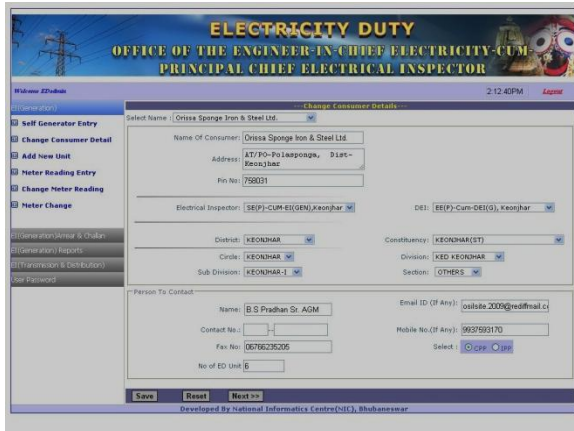 ELECTRICITY DUTY
OFFICE OF THE ENGINEER-IN-CHIEF ELECTRICITY-CUM-
PRINCIPAL CHIEF ELECTRICAL INSPECTOR
Welcome EDadmin 2:12:40PM Logout
EI(Generation)
Self Generator Entry
Change Consumer Detail
Add New Unit
Meter Reading Entry
Change Meter Reading
Meter Change
EI(Generation)Arrear & Challan
EI(Generation) Reports
EI(Transmission & Distribution)
User Password
---Change Consumer Details---
Select Name : Orissa Sponge Iron & Steel Ltd.
Name Of Consumer: Orissa Sponge Iron & Steel Ltd.
Address: AT/PO-Polasponga, Dist-
Keonjhar
Pin No: 758031
Electrical Inspector: SE(P)-CUM-EI(GEN),Keonjhar DEI: EE(P)-Cum-DEI(G), Keonjhar
District: KEONJHAR Constituency: KEONJHAR(ST)
Circle: KEONJHAR Division: KED KEONJHAR
Sub Division: KEONJHAR-I Section: OTHERS
Person To Contact
Name: B S Pradhan Sr. AGM Email ID (If Any): osilsite.2009@rediffmail.c
Contact No.: - Mobile No.(If Any): 9937593170
Fax No: 06766235205 Select : CPP IPP
No of ED Unit 6
Save Reset Next >>
Developed By National Informatics Centre(NIC), Bhubaneswar